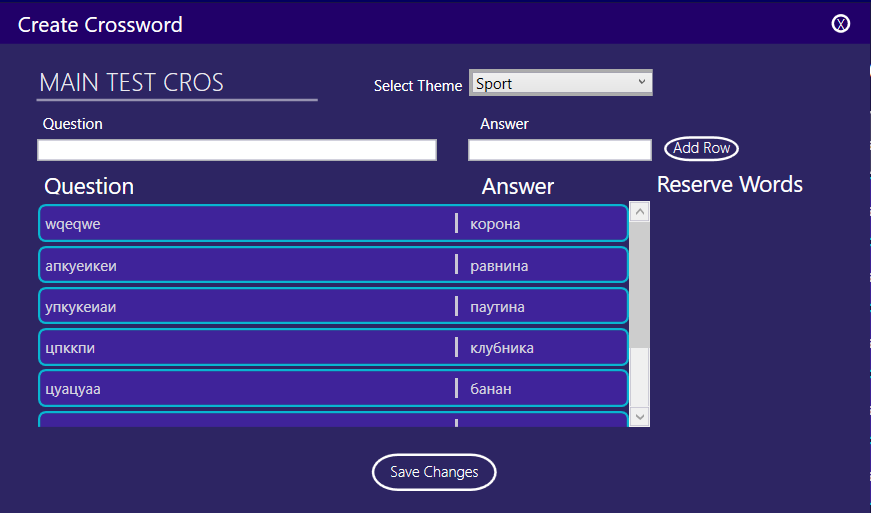 Create Crossword X
MAIN TEST CROS
Select Theme Sport
Question Answer
Add Row
Question Answer Reserve Words
wqeqwe корона
апкуеикеи равнина
упкукеиаи паутина
цпккпи клубника
цуацуаа банан
Save Changes